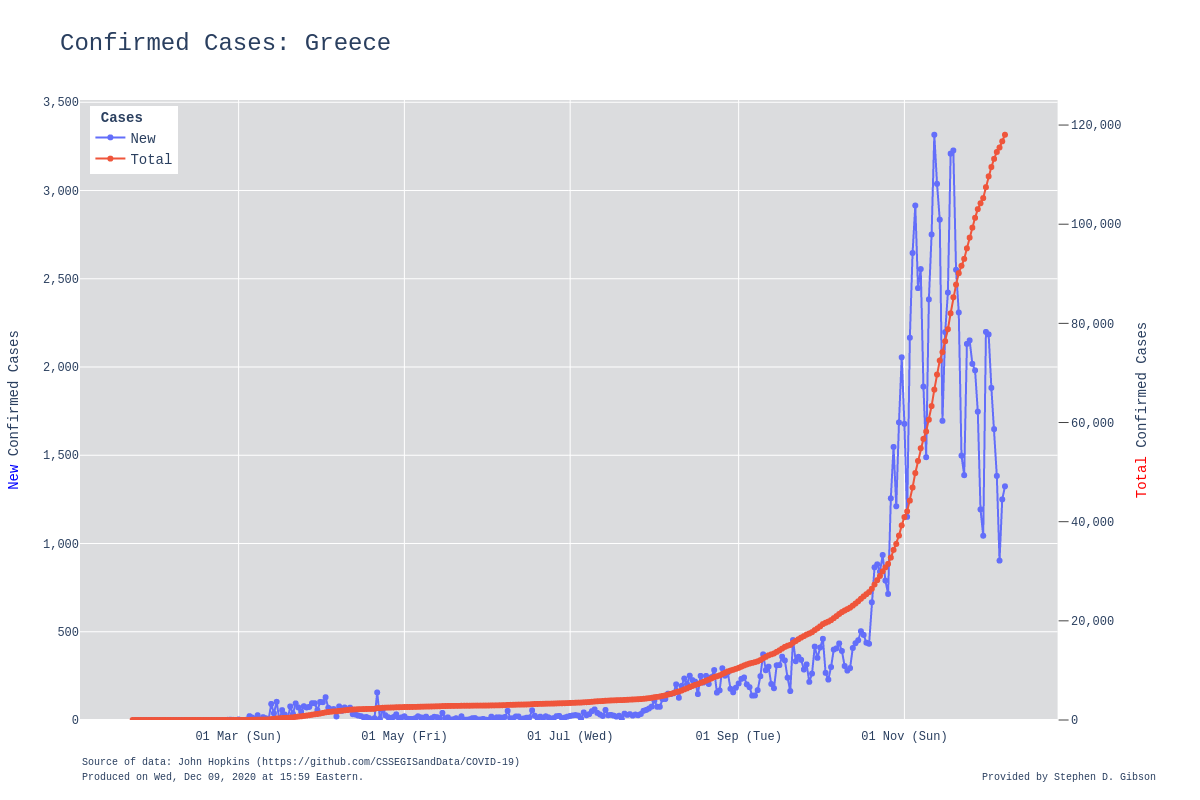 Confirmed Cases: Greece
Cases
New
Total
3,500
3,000
2,500
2,000
1,500
1,000
500
0
New Confirmed Cases
120,000
100,000
80,000
60,000
40,000
20,000
0
Total Confirmed Cases
01 Mar (Sun)
01 May (Fri)
01 Jul (Wed)
01 Sep (Tue)
01 Nov (Sun)
Source of data: John Hopkins (https://github.com/CSSEGISandData/COVID-19)
Produced on Wed, Dec 09, 2020 at 15:59 Eastern.
Provided by Stephen D. Gibson